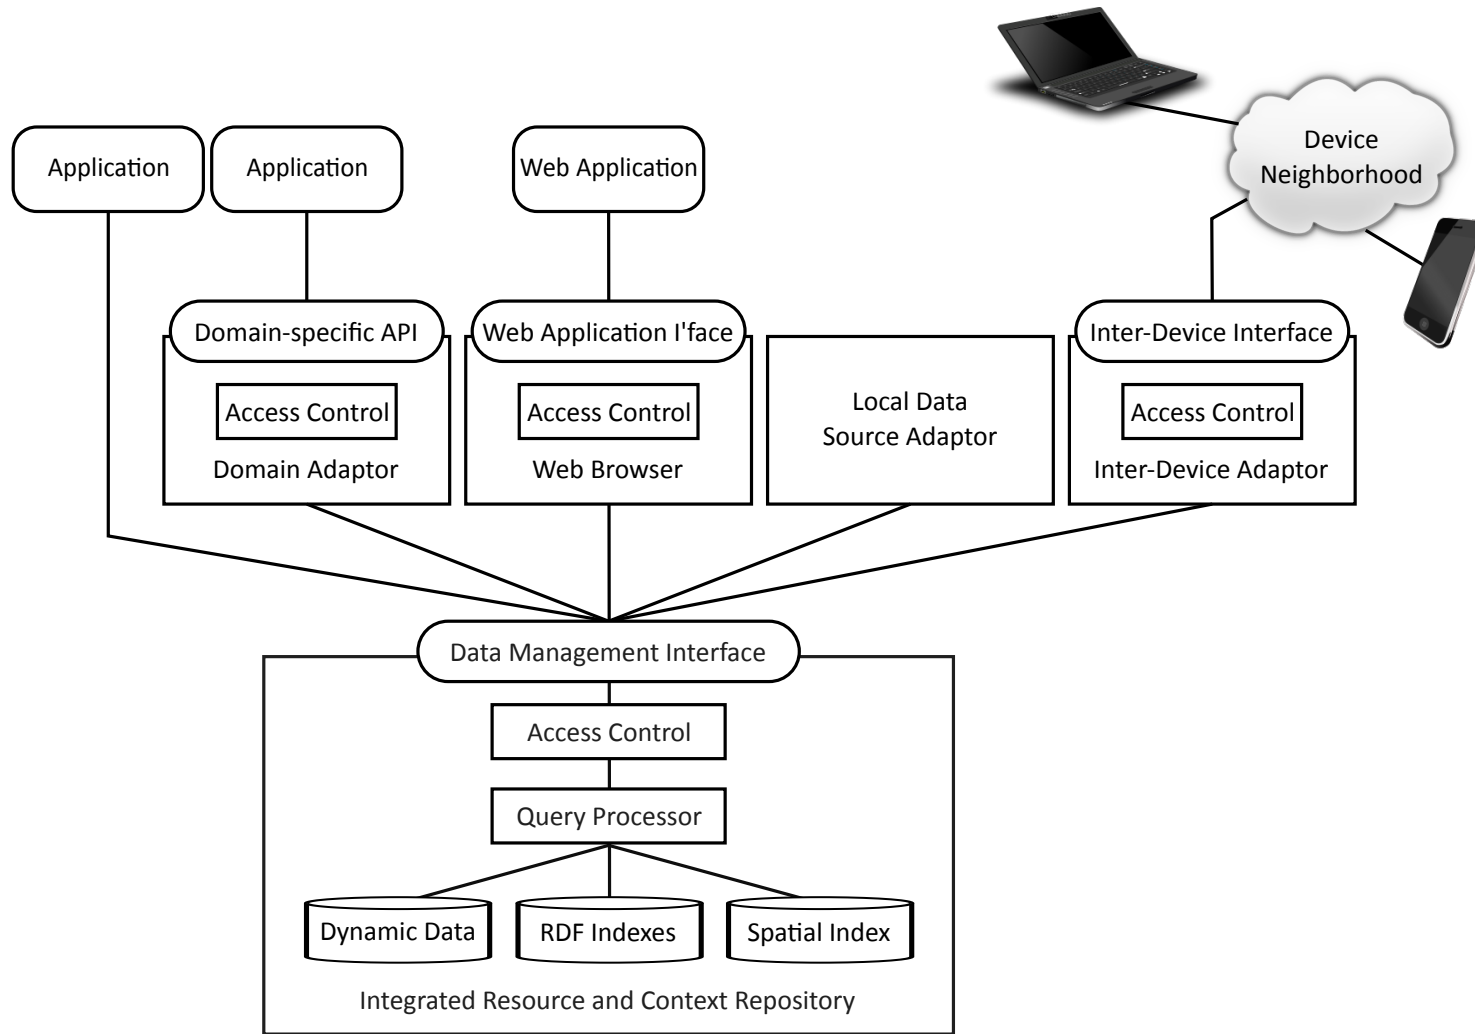 Device
Neighborhood
Application
Application
Web Application
Domain-specific API
Web Application I'face
Inter-Device Interface
Access Control
Access Control
Local Data
Source Adaptor
Access Control
Domain Adaptor
Web Browser
Inter-Device Adaptor
Data Management Interface
Access Control
Query Processor
Dynamic Data
RDF Indexes
Spatial Index
Integrated Resource and Context Repository